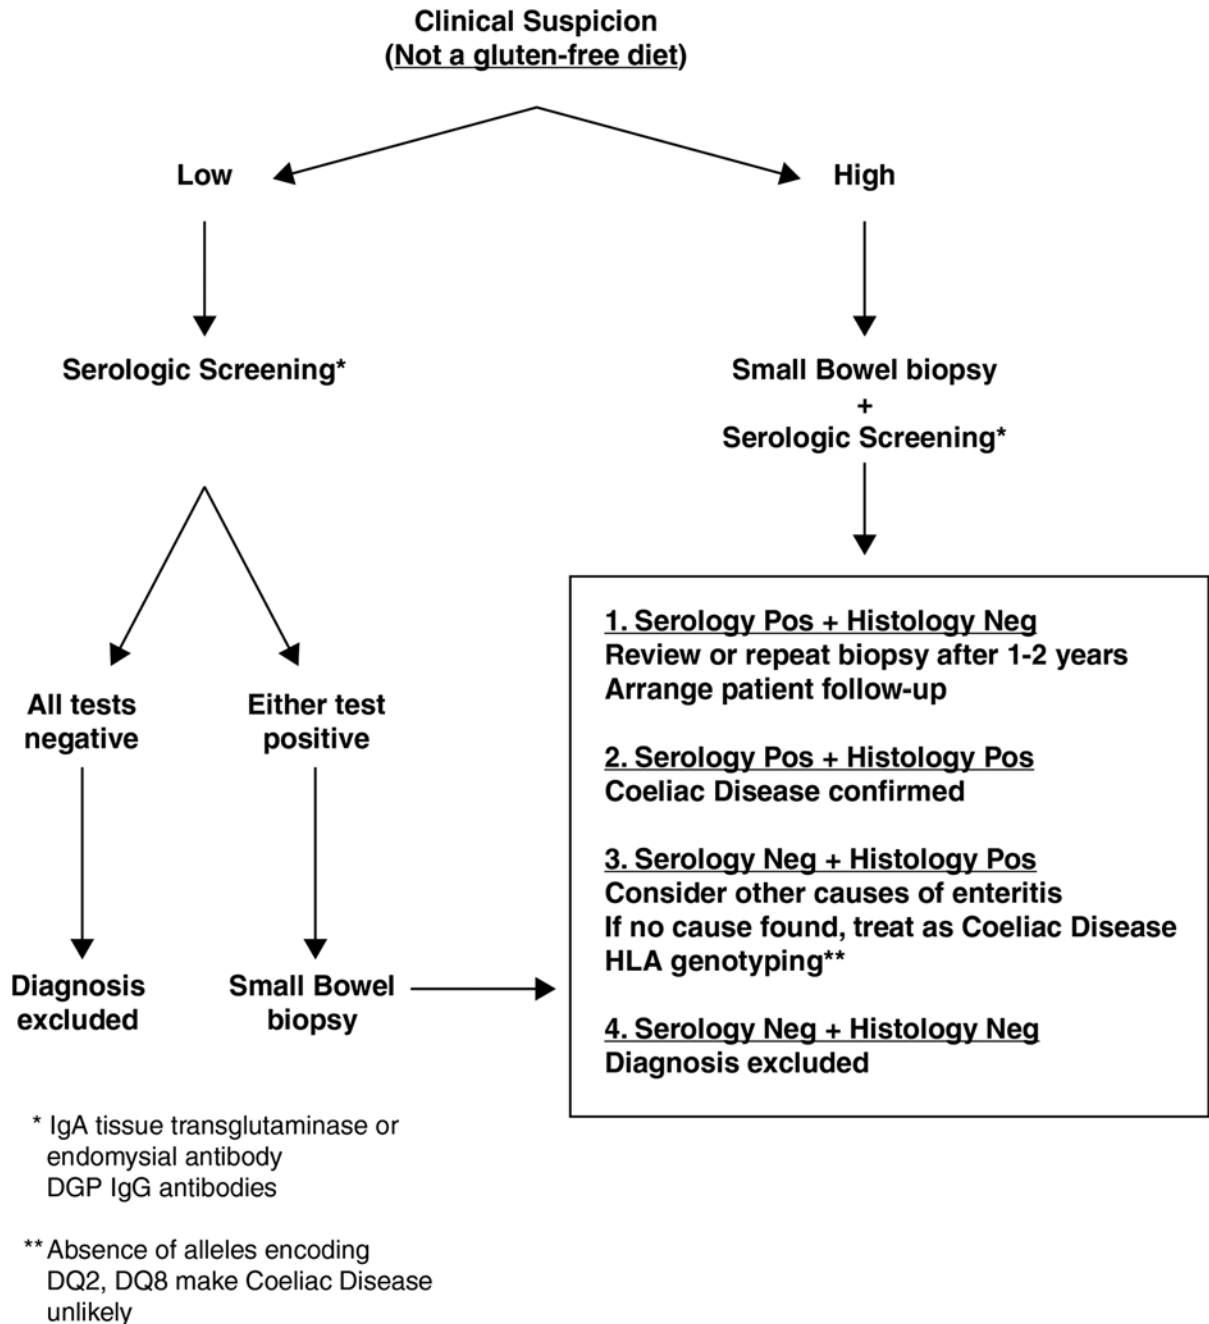 Clinical Suspicion
(Not a gluten-free diet)
Low
High
Serologic Screening*
Small Bowel biopsy
+
Serologic Screening*
All tests
negative
Either test
positive
Diagnosis
excluded
Small Bowel
biopsy
1. Serology Pos + Histology Neg
Review or repeat biopsy after 1-2 years
Arrange patient follow-up
2. Serology Pos + Histology Pos
Coeliac Disease confirmed
3. Serology Neg + Histology Pos
Consider other causes of enteritis
If no cause found, treat as Coeliac Disease
HLA genotyping**
4. Serology Neg + Histology Neg
Diagnosis excluded
* IgA tissue transglutaminase or
endomysial antibody
DGP IgG antibodies
** Absence of alleles encoding
DQ2, DQ8 make Coeliac Disease
unlikely